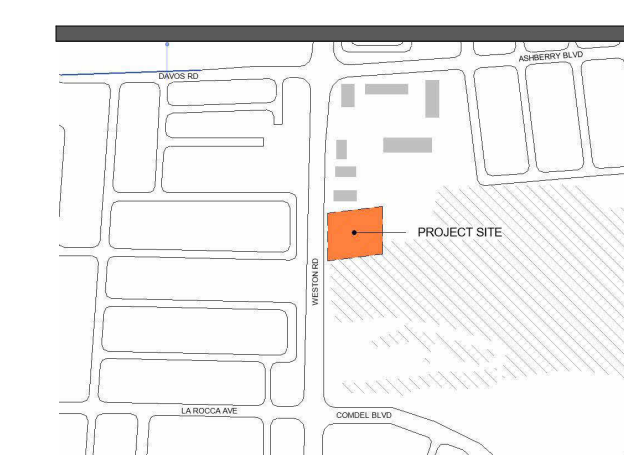 ASHBERRY BLVD
DAVOS RD
PROJECT SITE
WESTON RD
LA ROCCA AVE
COMDEL BLVD